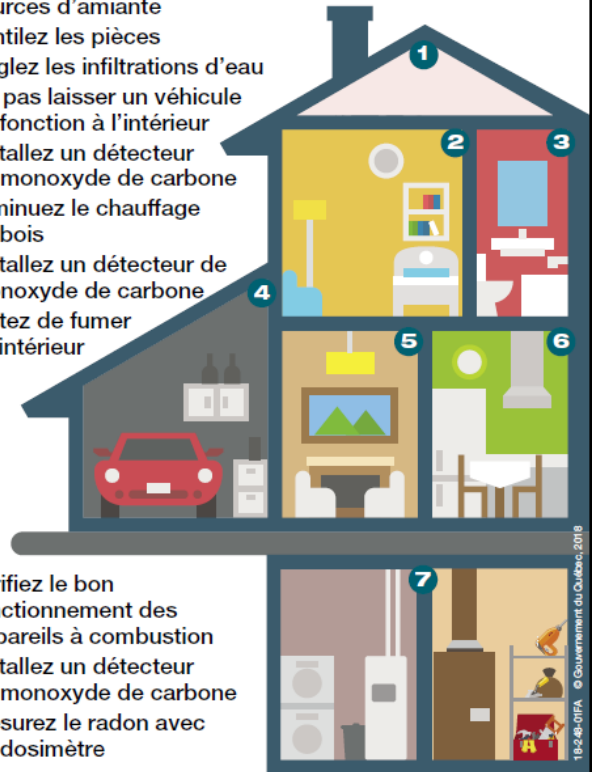 urces d'amiante
ntilez les pièces
glez les infiltrations d'eau
pas laisser un véhicule
fonction à l'intérieur
tallez un détecteur
monoxyde de carbone
minuez le chauffage
bois
tallez un détecteur de
noxyde de carbone
tez de fumer
intérieur
1
2
3
4
5
6
ifiez le bon
nctionnement des
pareils à combustion
tallez un détecteur
monoxyde de carbone
surez le radon avec
dosimètre
7
18-248-01FA © Gouvernement du Québec, 2018